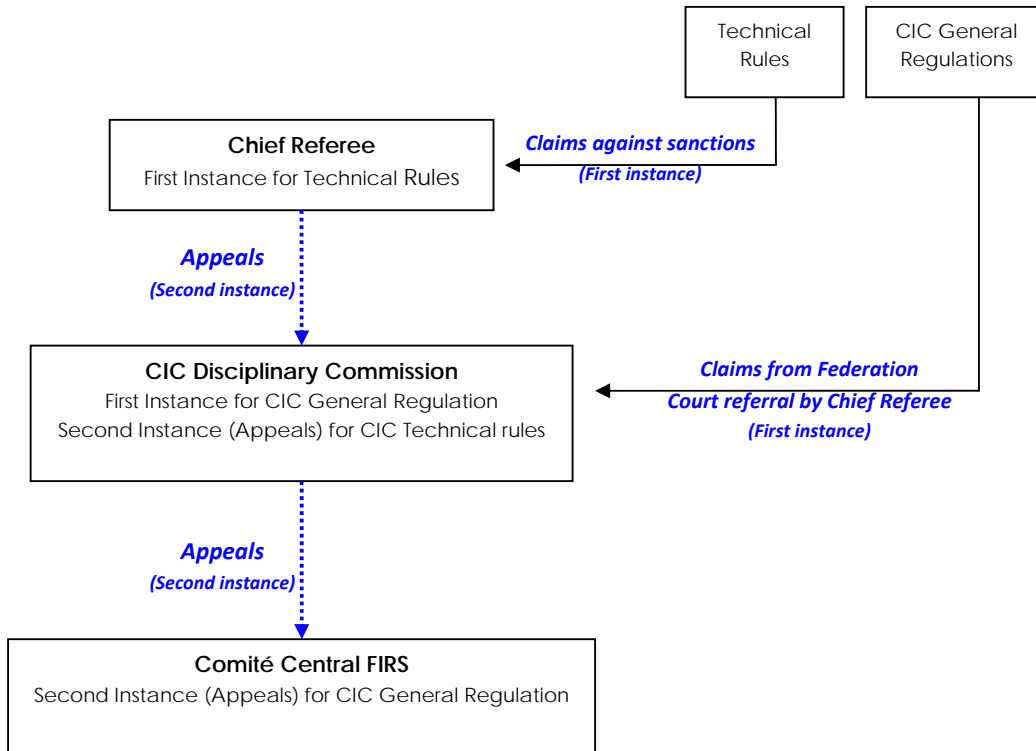 Technical
Rules
CIC General
Regulations
Chief Referee
First Instance for Technical Rules
Claims against sanctions
(First instance)
Appeals
(Second instance)
CIC Disciplinary Commission
First Instance for CIC General Regulation
Second Instance (Appeals) for CIC Technical rules
Claims from Federation
Court referral by Chief Referee
(First instance)
Appeals
(Second instance)
Comité Central FIRS
Second Instance (Appeals) for CIC General Regulation